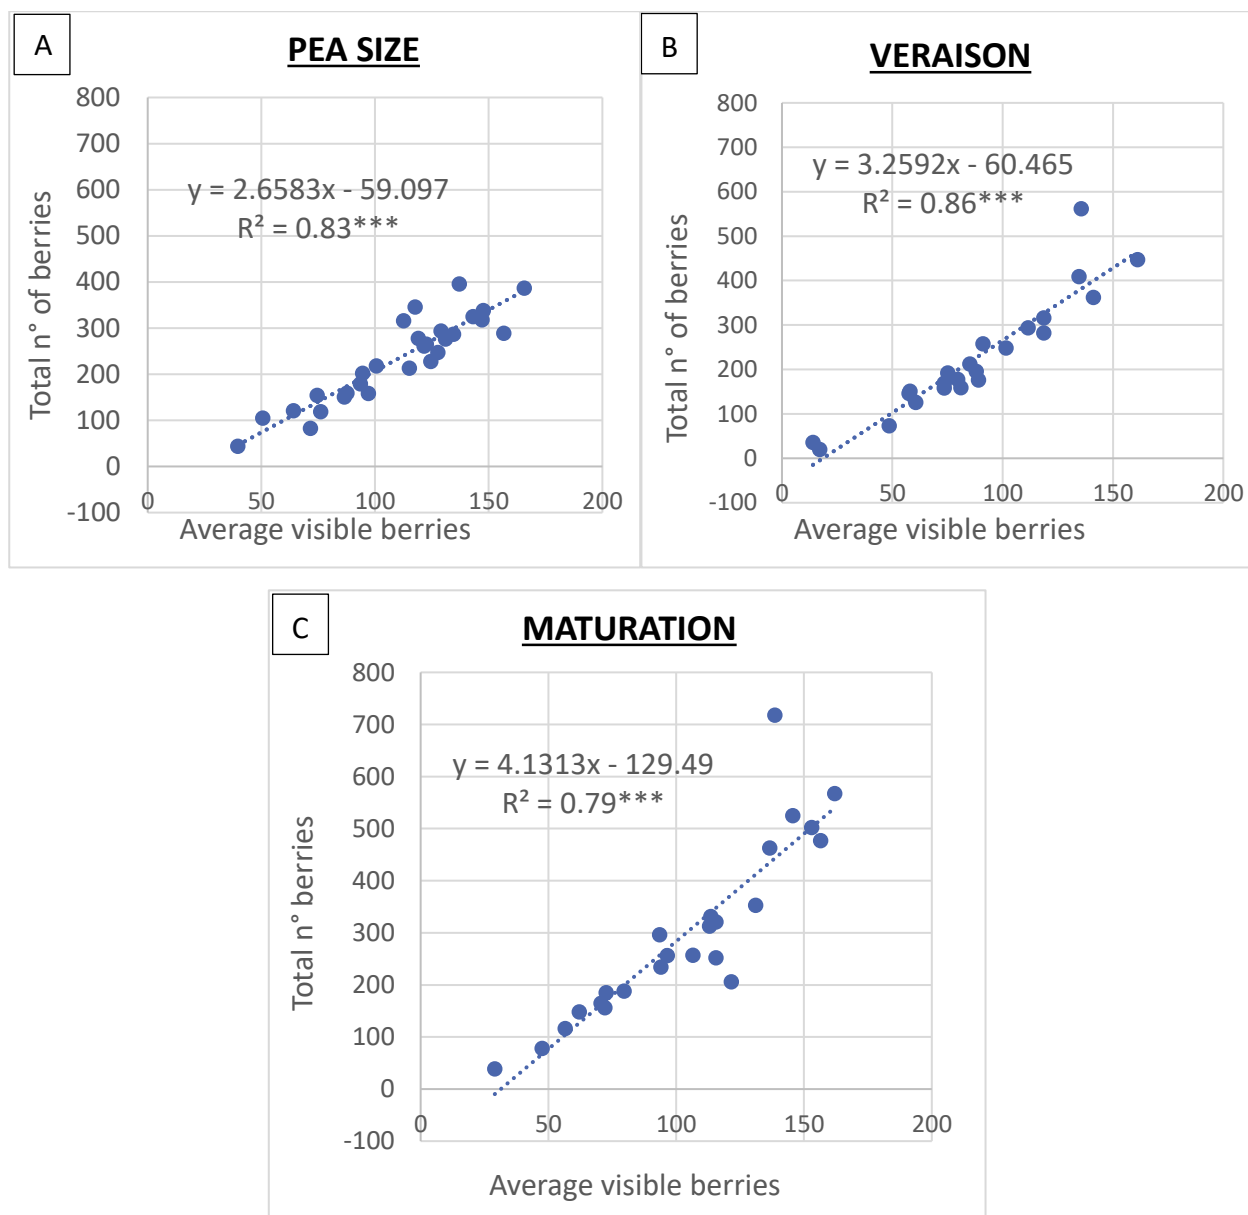 A
PEA SIZE
Total n° of berries
800
700
600
500
400
300
200
100
0
-100
y = 2.6583x - 59.097
R² = 0.83***
0 50 100 150 200
Average visible berries
B
VERAISON
Total n° of berries
800
700
600
500
400
300
200
100
0
-100
y = 3.2592x - 60.465
R² = 0.86***
0 50 100 150 200
Average visible berries
C
MATURATION
Total n° berries
800
700
600
500
400
300
200
100
0
-100
y = 4.1313x - 129.49
R² = 0.79***
0 50 100 150 200
Average visible berries